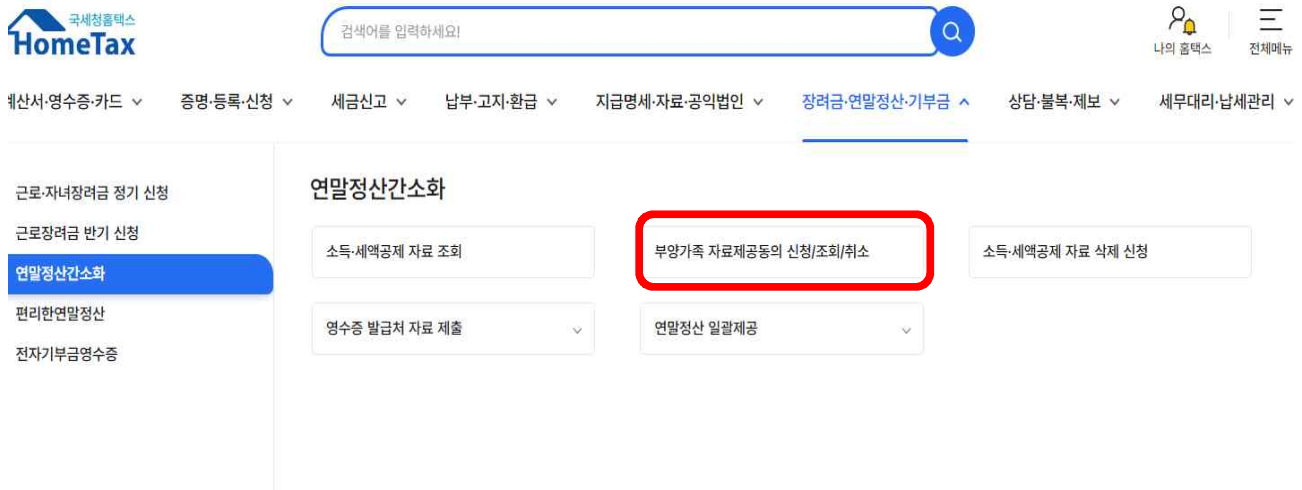 국세청홈택스
HomeTax
검색어를 입력하세요!
나의 홈택스
전체메뉴
계산서·영수증·카드
증명·등록·신청
세금신고
납부·고지·환급
지급명세·자료·공익법인
장려금·연말정산·기부금
상담·불복·제보
세무대리·납세관리
근로·자녀장려금 정기 신청
근로장려금 반기 신청
연말정산간소화
편리한연말정산
전자기부금영수증
연말정산간소화
소득·세액공제 자료 조회
부양가족 자료제공동의 신청/조회/취소
소득·세액공제 자료 삭제 신청
영수증 발급처 자료 제출
연말정산 일괄제공